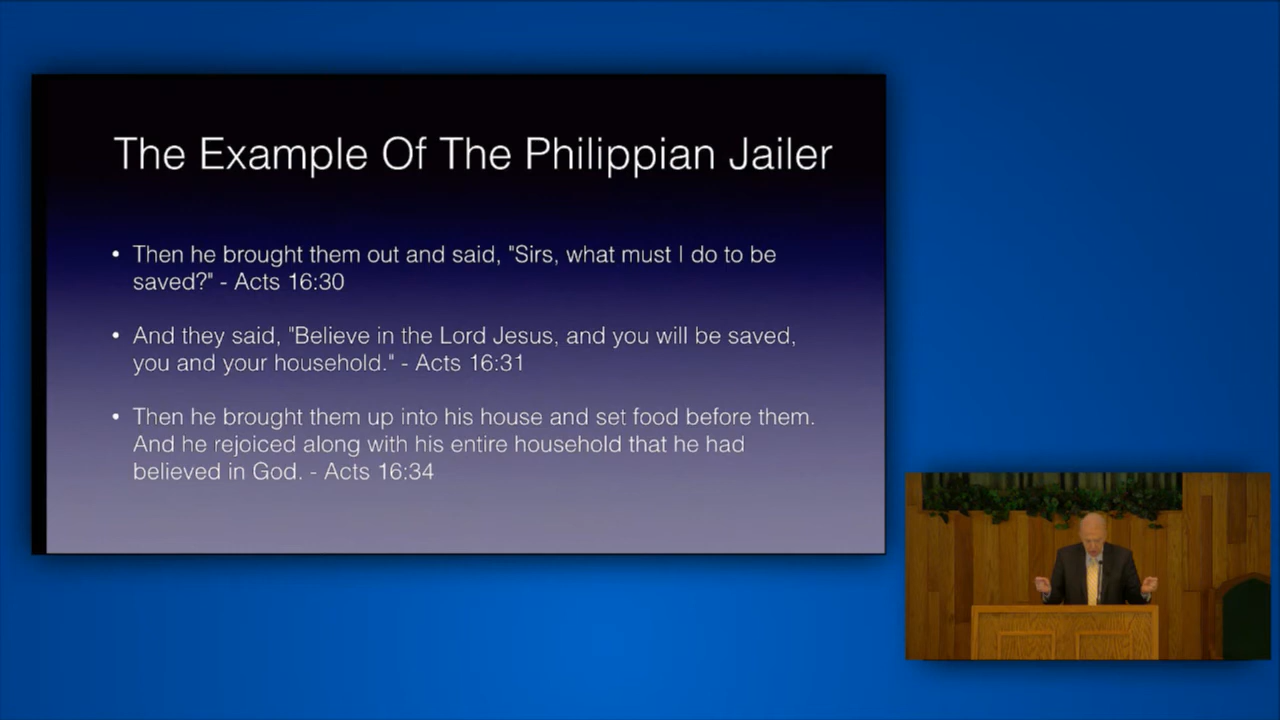 The Example Of The Philippian Jailer
• Then he brought them out and said, "Sirs, what must I do to be
saved?" - Acts 16:30
• And they said, "Believe in the Lord Jesus, and you will be saved,
you and your household." - Acts 16:31
• Then he brought them up into his house and set food before them.
And he rejoiced along with his entire household that he had
believed in God. - Acts 16:34